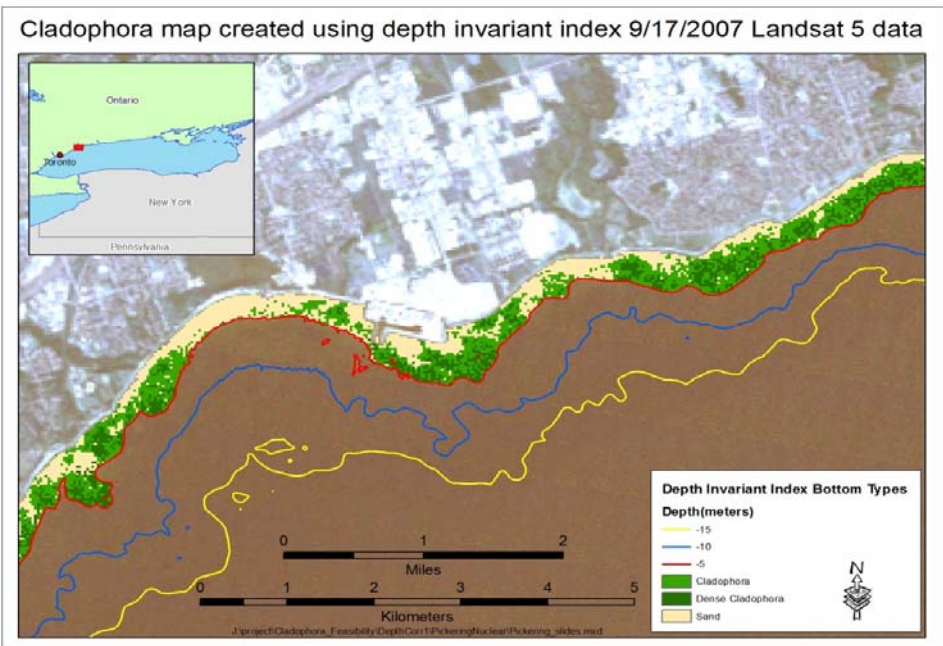 Cladophora map created using depth invariant index 9/17/2007 Landsat 5 data
Ontario
Toronto
New York
Pennsylvania
Depth Invariant Index Bottom Types
Depth(meters)
-15
-10
-5
Cladophora
Dense Cladophora
Sand
N
0 1 2
Miles
0 1 2 3 4 5
Kilometers
J:\project\Cladophora_Feasibility\DepthCorr1\PickeringNuclear\Pickering_slides.mxd